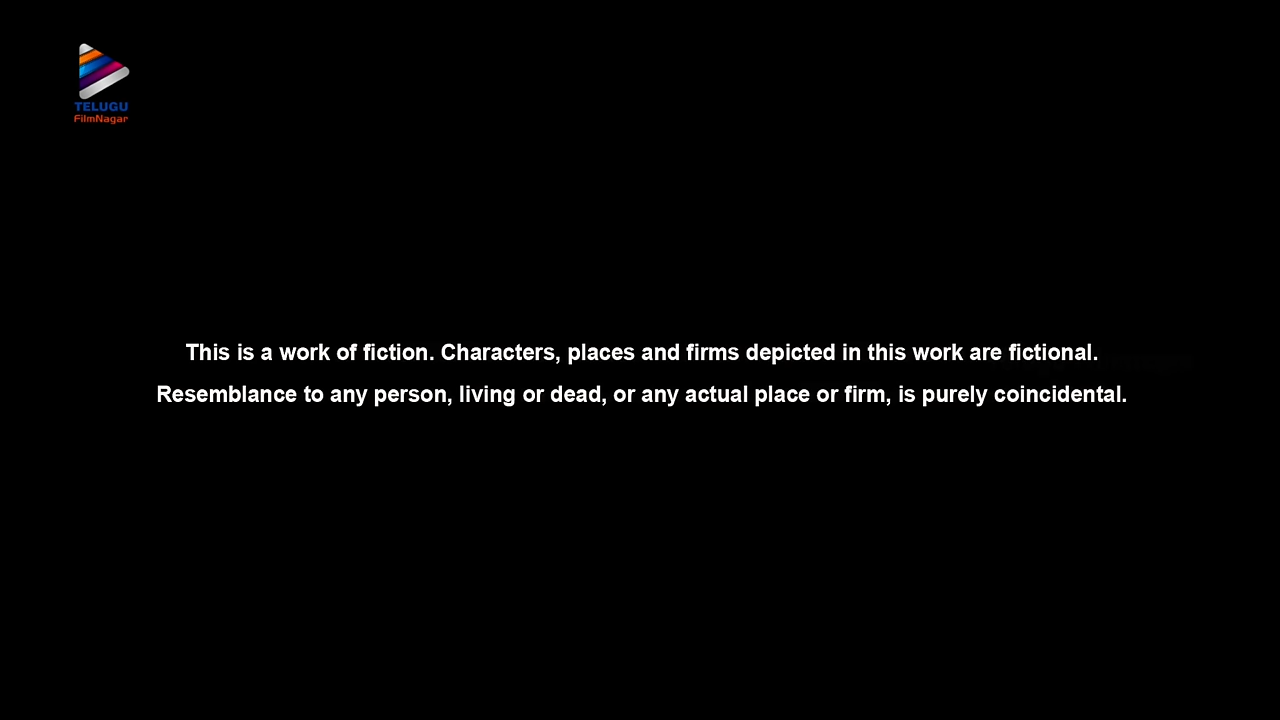 TELUGU
FilmNagar
This is a work of fiction. Characters, places and firms depicted in this work are fictional.
Resemblance to any person, living or dead, or any actual place or firm, is purely coincidental.